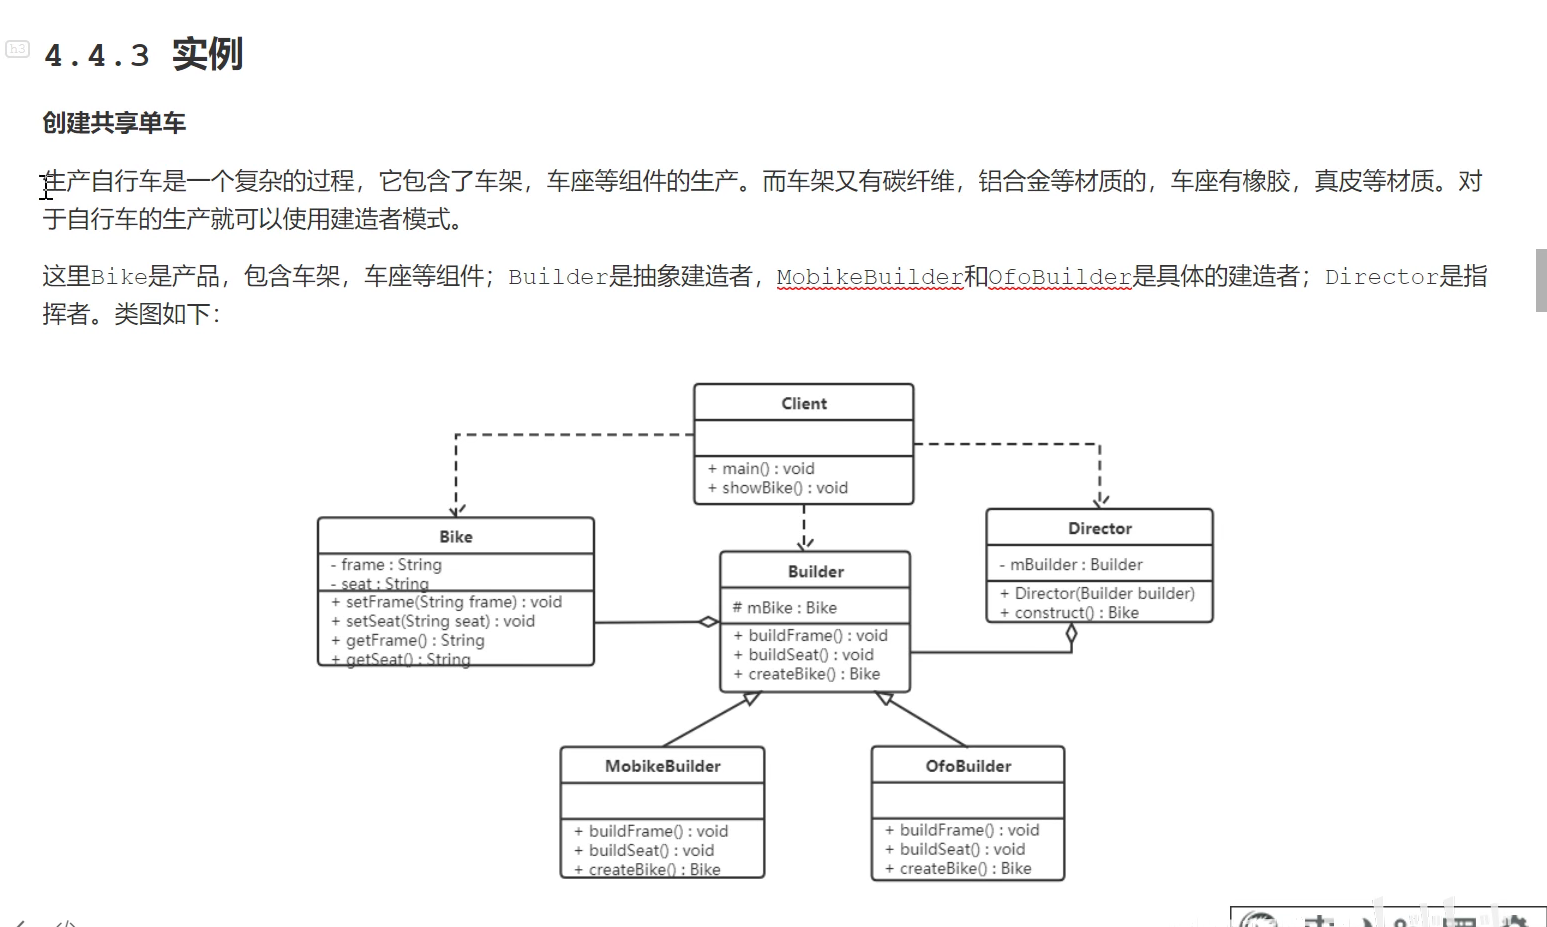 h3
4.4.3 实例
创建共享单车
生产自行车是一个复杂的过程，它包含了车架，车座等组件的生产。而车架又有碳纤维，铝合金等材质的，车座有橡胶，真皮等材质。对
于自行车的生产就可以使用建造者模式。
这里Bike是产品，包含车架，车座等组件；Builder是抽象建造者，MobikeBuilder和OfoBuilder是具体的建造者；Director是指
挥者。类图如下：
Client
+ main() : void
+ showBike() : void
Bike
- frame : String
- seat : String
+ setFrame(String frame) : void
+ setSeat(String seat) : void
+ getFrame() : String
+ getSeat() : String
Builder
# mBike : Bike
+ buildFrame() : void
+ buildSeat() : void
+ createBike() : Bike
Director
- mBuilder : Builder
+ Director(Builder builder)
+ construct() : Bike
MobikeBuilder
+ buildFrame() : void
+ buildSeat() : void
+ createBike() : Bike
OfoBuilder
+ buildFrame() : void
+ buildSeat() : void
+ createBike() : Bike